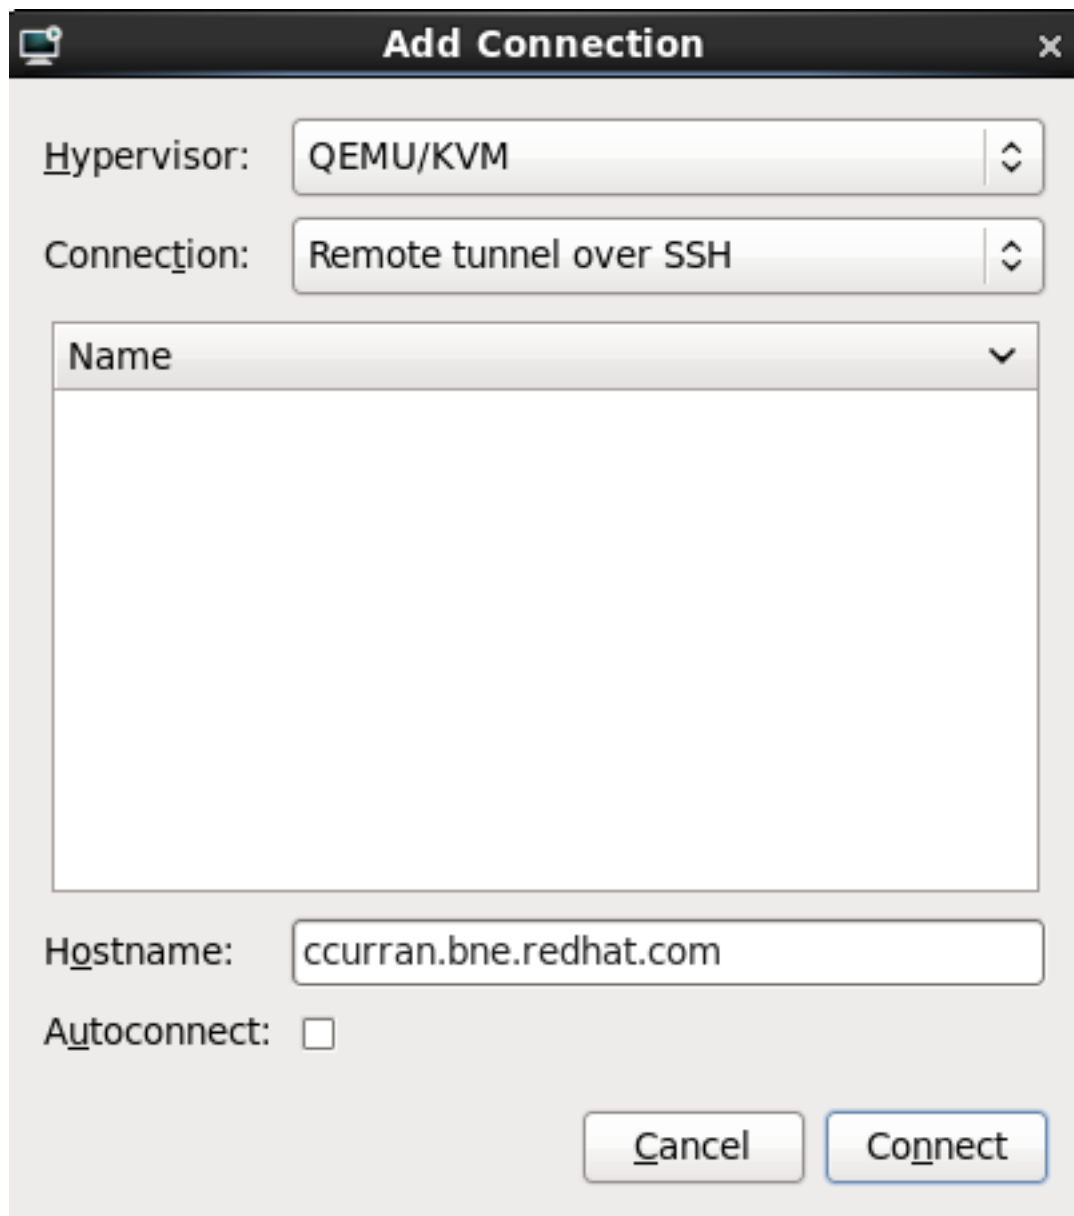 Add Connection
Hypervisor: QEMU/KVM
Connection: Remote tunnel over SSH
Name
Hostname: ccurran.bne.redhat.com
Autoconnect:
Cancel Connect